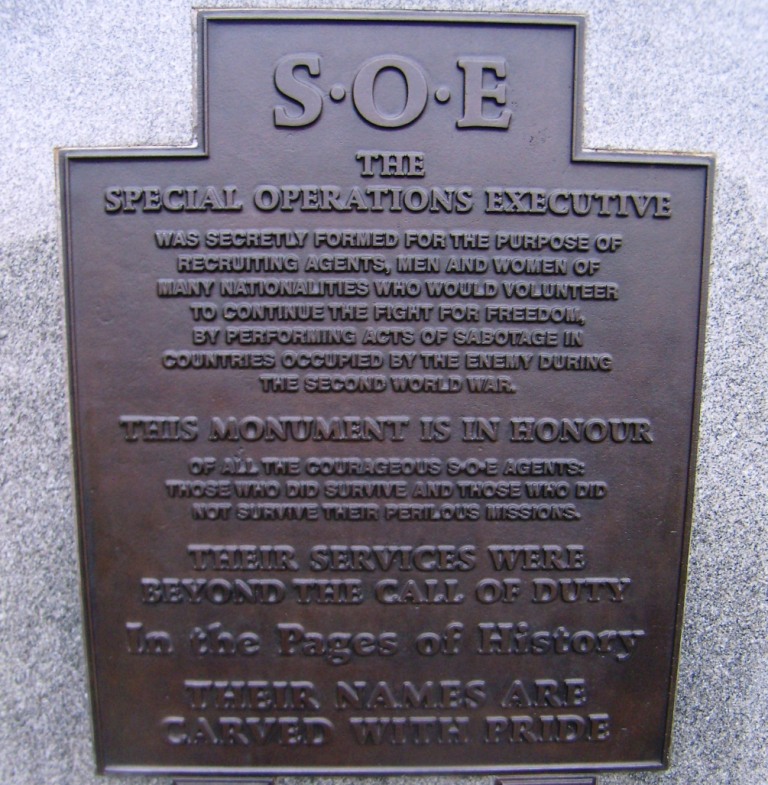 S·O·E
THE
SPECIAL OPERATIONS EXECUTIVE
WAS SECRETLY FORMED FOR THE PURPOSE OF
RECRUITING AGENTS, MEN AND WOMEN OF
MANY NATIONALITIES WHO WOULD VOLUNTEER
TO CONTINUE THE FIGHT FOR FREEDOM,
BY PERFORMING ACTS OF SABOTAGE IN
COUNTRIES OCCUPIED BY THE ENEMY DURING
THE SECOND WORLD WAR.
THIS MONUMENT IS IN HONOUR
OF ALL THE COURAGEOUS S·O·E AGENTS:
THOSE WHO DID SURVIVE AND THOSE WHO DID
NOT SURVIVE THEIR PERILOUS MISSIONS.
THEIR SERVICES WERE
BEYOND THE CALL OF DUTY
In the Pages of History
THEIR NAMES ARE
CARVED WITH PRIDE